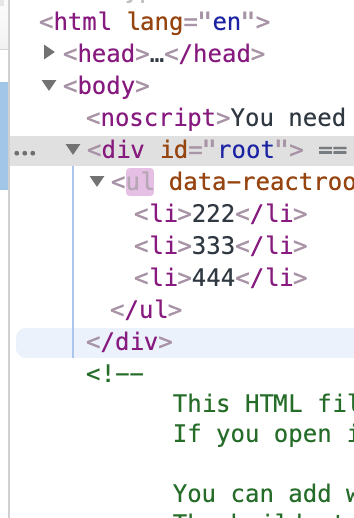 <html lang="en">
<head>…</head>
<body>
<noscript>You need
… <div id="root"> ==
<ul data-reactroo
<li>222</li>
<li>333</li>
<li>444</li>
</ul>
</div>
<!--
This HTML fil
If you open i
You can add w